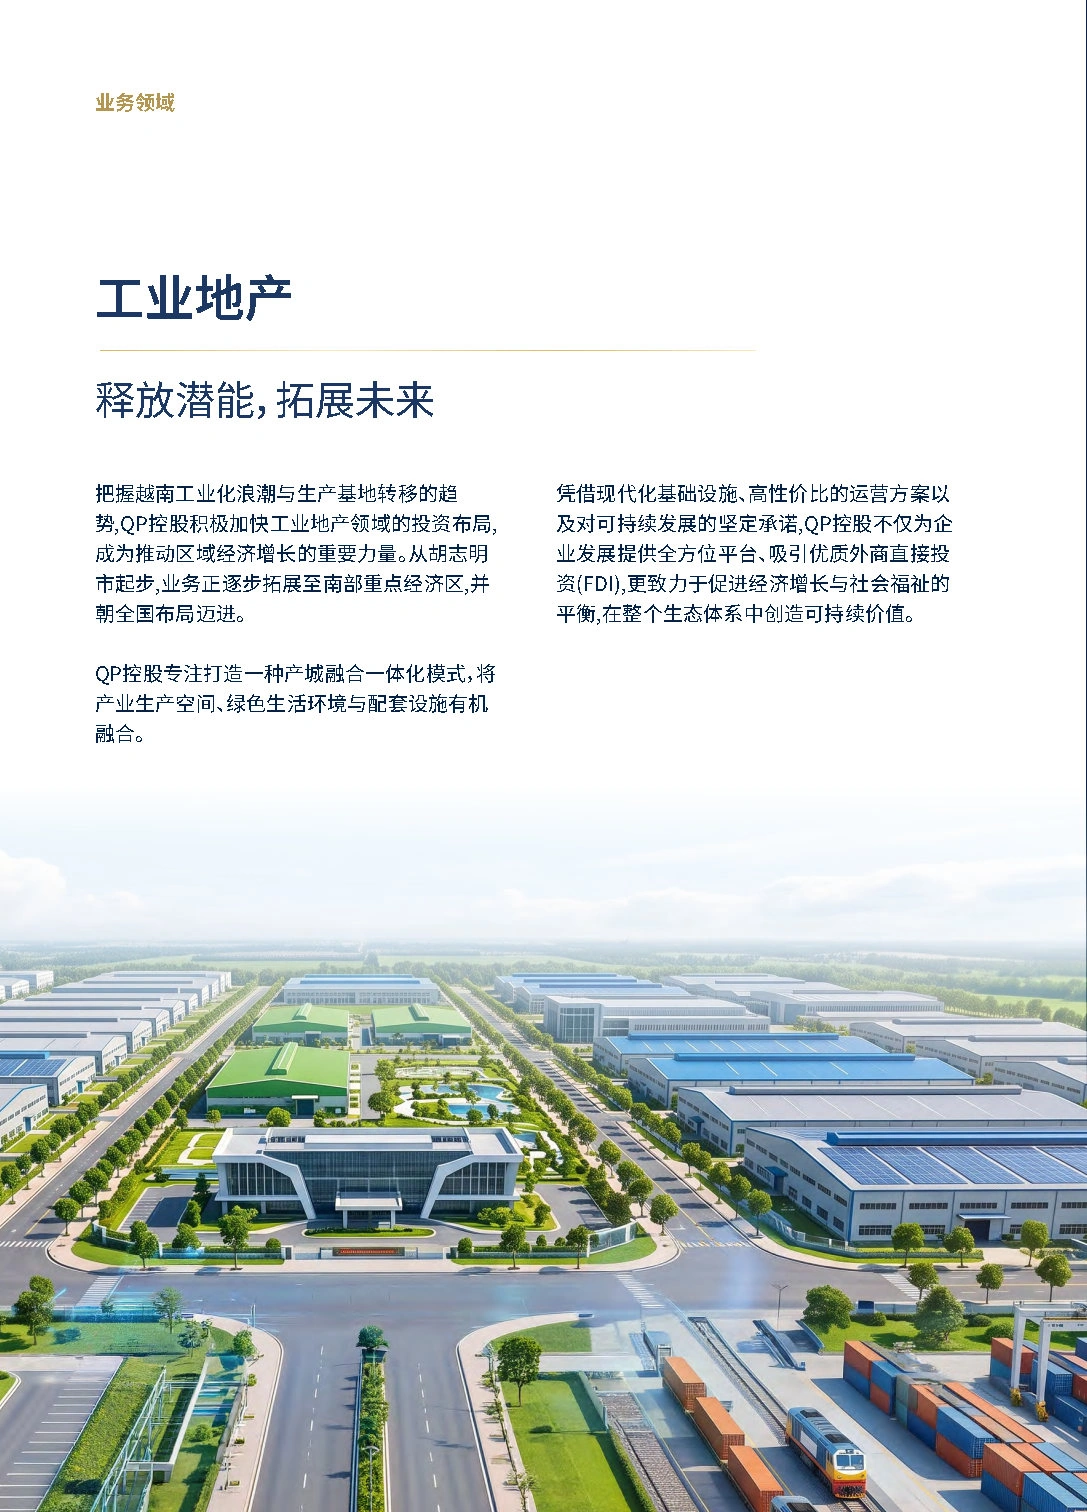 业务领域
工业地产
释放潜能，拓展未来
把握越南工业化浪潮与生产基地转移的趋
势,QP控股积极加快工业地产领域的投资布局,
成为推动区域经济增长的重要力量。从胡志明
市起步,业务正逐步拓展至南部重点经济区,并
朝全国布局迈进。
QP控股专注打造一种产城融合一体化模式，将
产业生产空间、绿色生活环境与配套设施有机
融合。
凭借现代化基础设施、高性价比的运营方案以
及对可持续发展的坚定承诺,QP控股不仅为企
业发展提供全方位平台、吸引优质外商直接投
资(FDI),更致力于促进经济增长与社会福祉的
平衡,在整个生态体系中创造可持续价值。